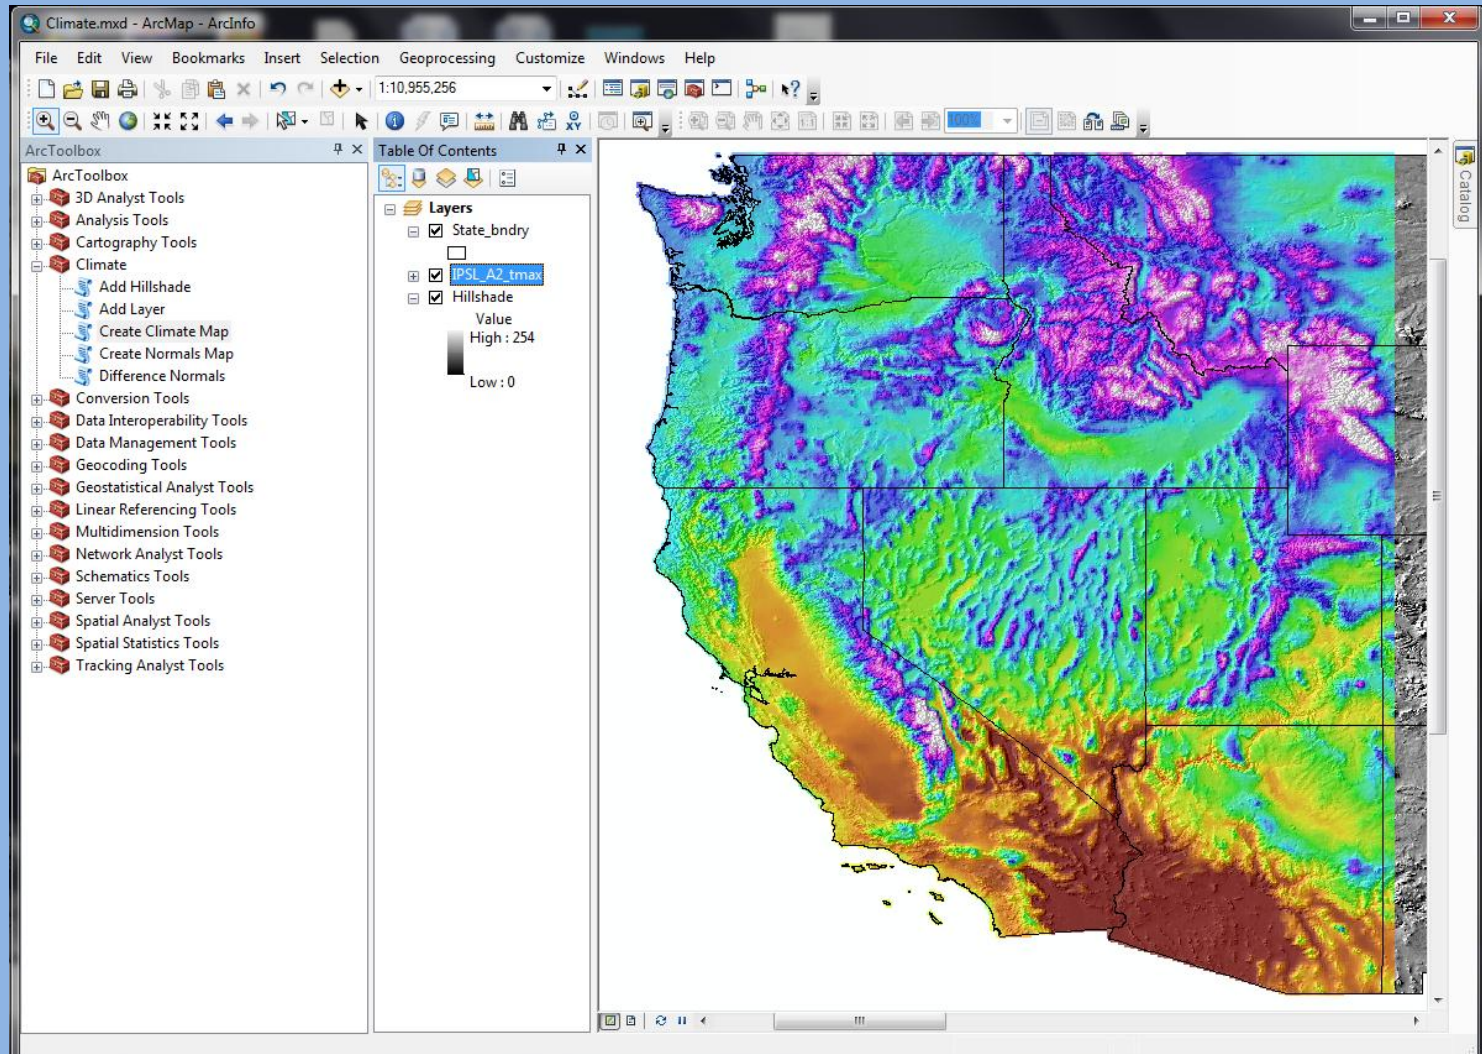 Climate.mxd - ArcMap - ArcInfo
File Edit View Bookmarks Insert Selection Geoprocessing Customize Windows Help
1:10,955,256
100%
ArcToolbox
ArcToolbox
3D Analyst Tools
Analysis Tools
Cartography Tools
Climate
Add Hillshade
Add Layer
Create Climate Map
Create Normals Map
Difference Normals
Conversion Tools
Data Interoperability Tools
Data Management Tools
Geocoding Tools
Geostatistical Analyst Tools
Linear Referencing Tools
Multidimension Tools
Network Analyst Tools
Schematics Tools
Server Tools
Spatial Analyst Tools
Spatial Statistics Tools
Tracking Analyst Tools
Table Of Contents
Layers
State_bndry
IPSL_A2_tmax
Hillshade
Value
High : 254
Low : 0
Catalog